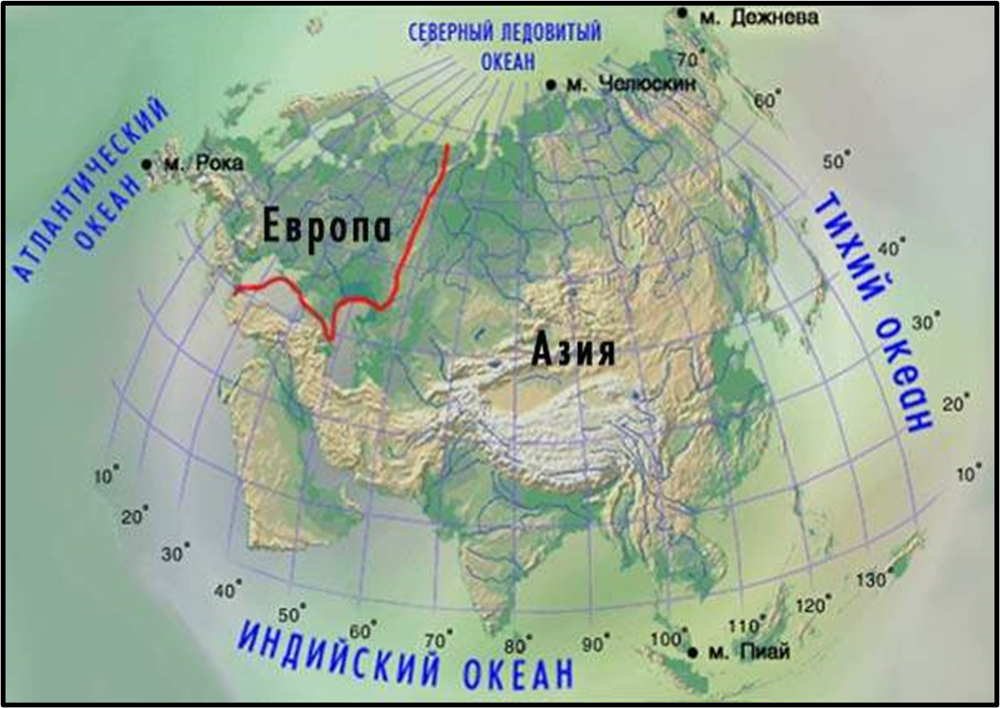 м. Дежнева
СЕВЕРНЫЙ ЛЕДОВИТЫЙ
ОКЕАН
70°
м. Челюскин
60°
АТЛАНТИЧЕСКИЙ
ОКЕАН
м. Рока
50°
ТИХИЙ ОКЕАН
Европа
40°
30°
Азия
20°
10°
10°
20°
30°
40°
50°
60°
70°
80°
90°
100°
110°
120°
130°
м. Пиай
ИНДИЙСКИЙ ОКЕАН